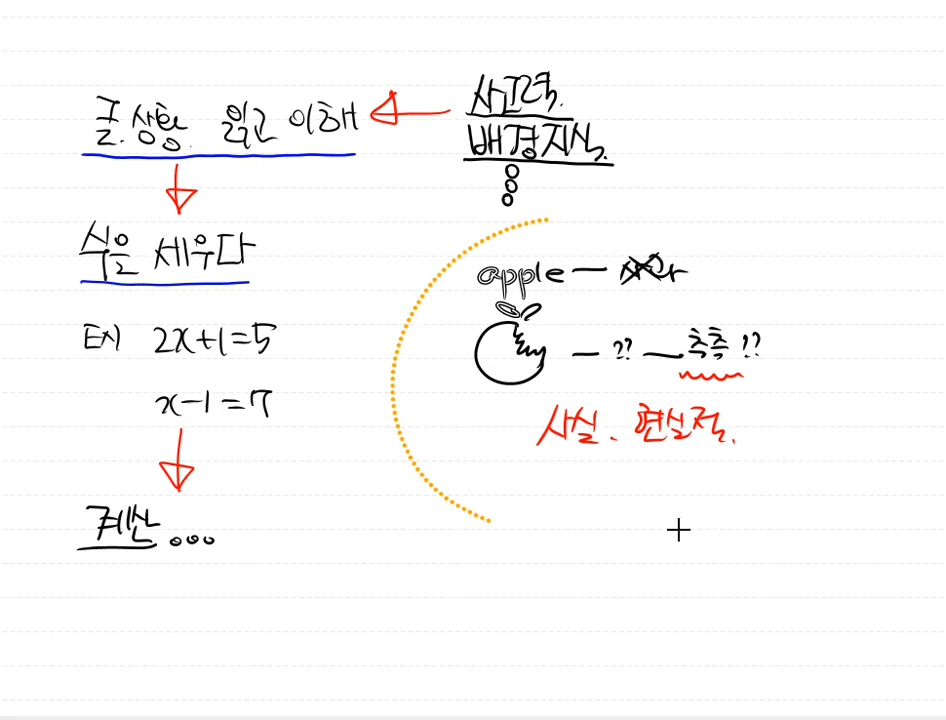 글.상황. 읽고 이해
사고력.
배경지식.
식을 세우다
예) 2x+1=5
x-1=7
계산...
apple —
— ?? — 추측 !?
사실. 현실적.